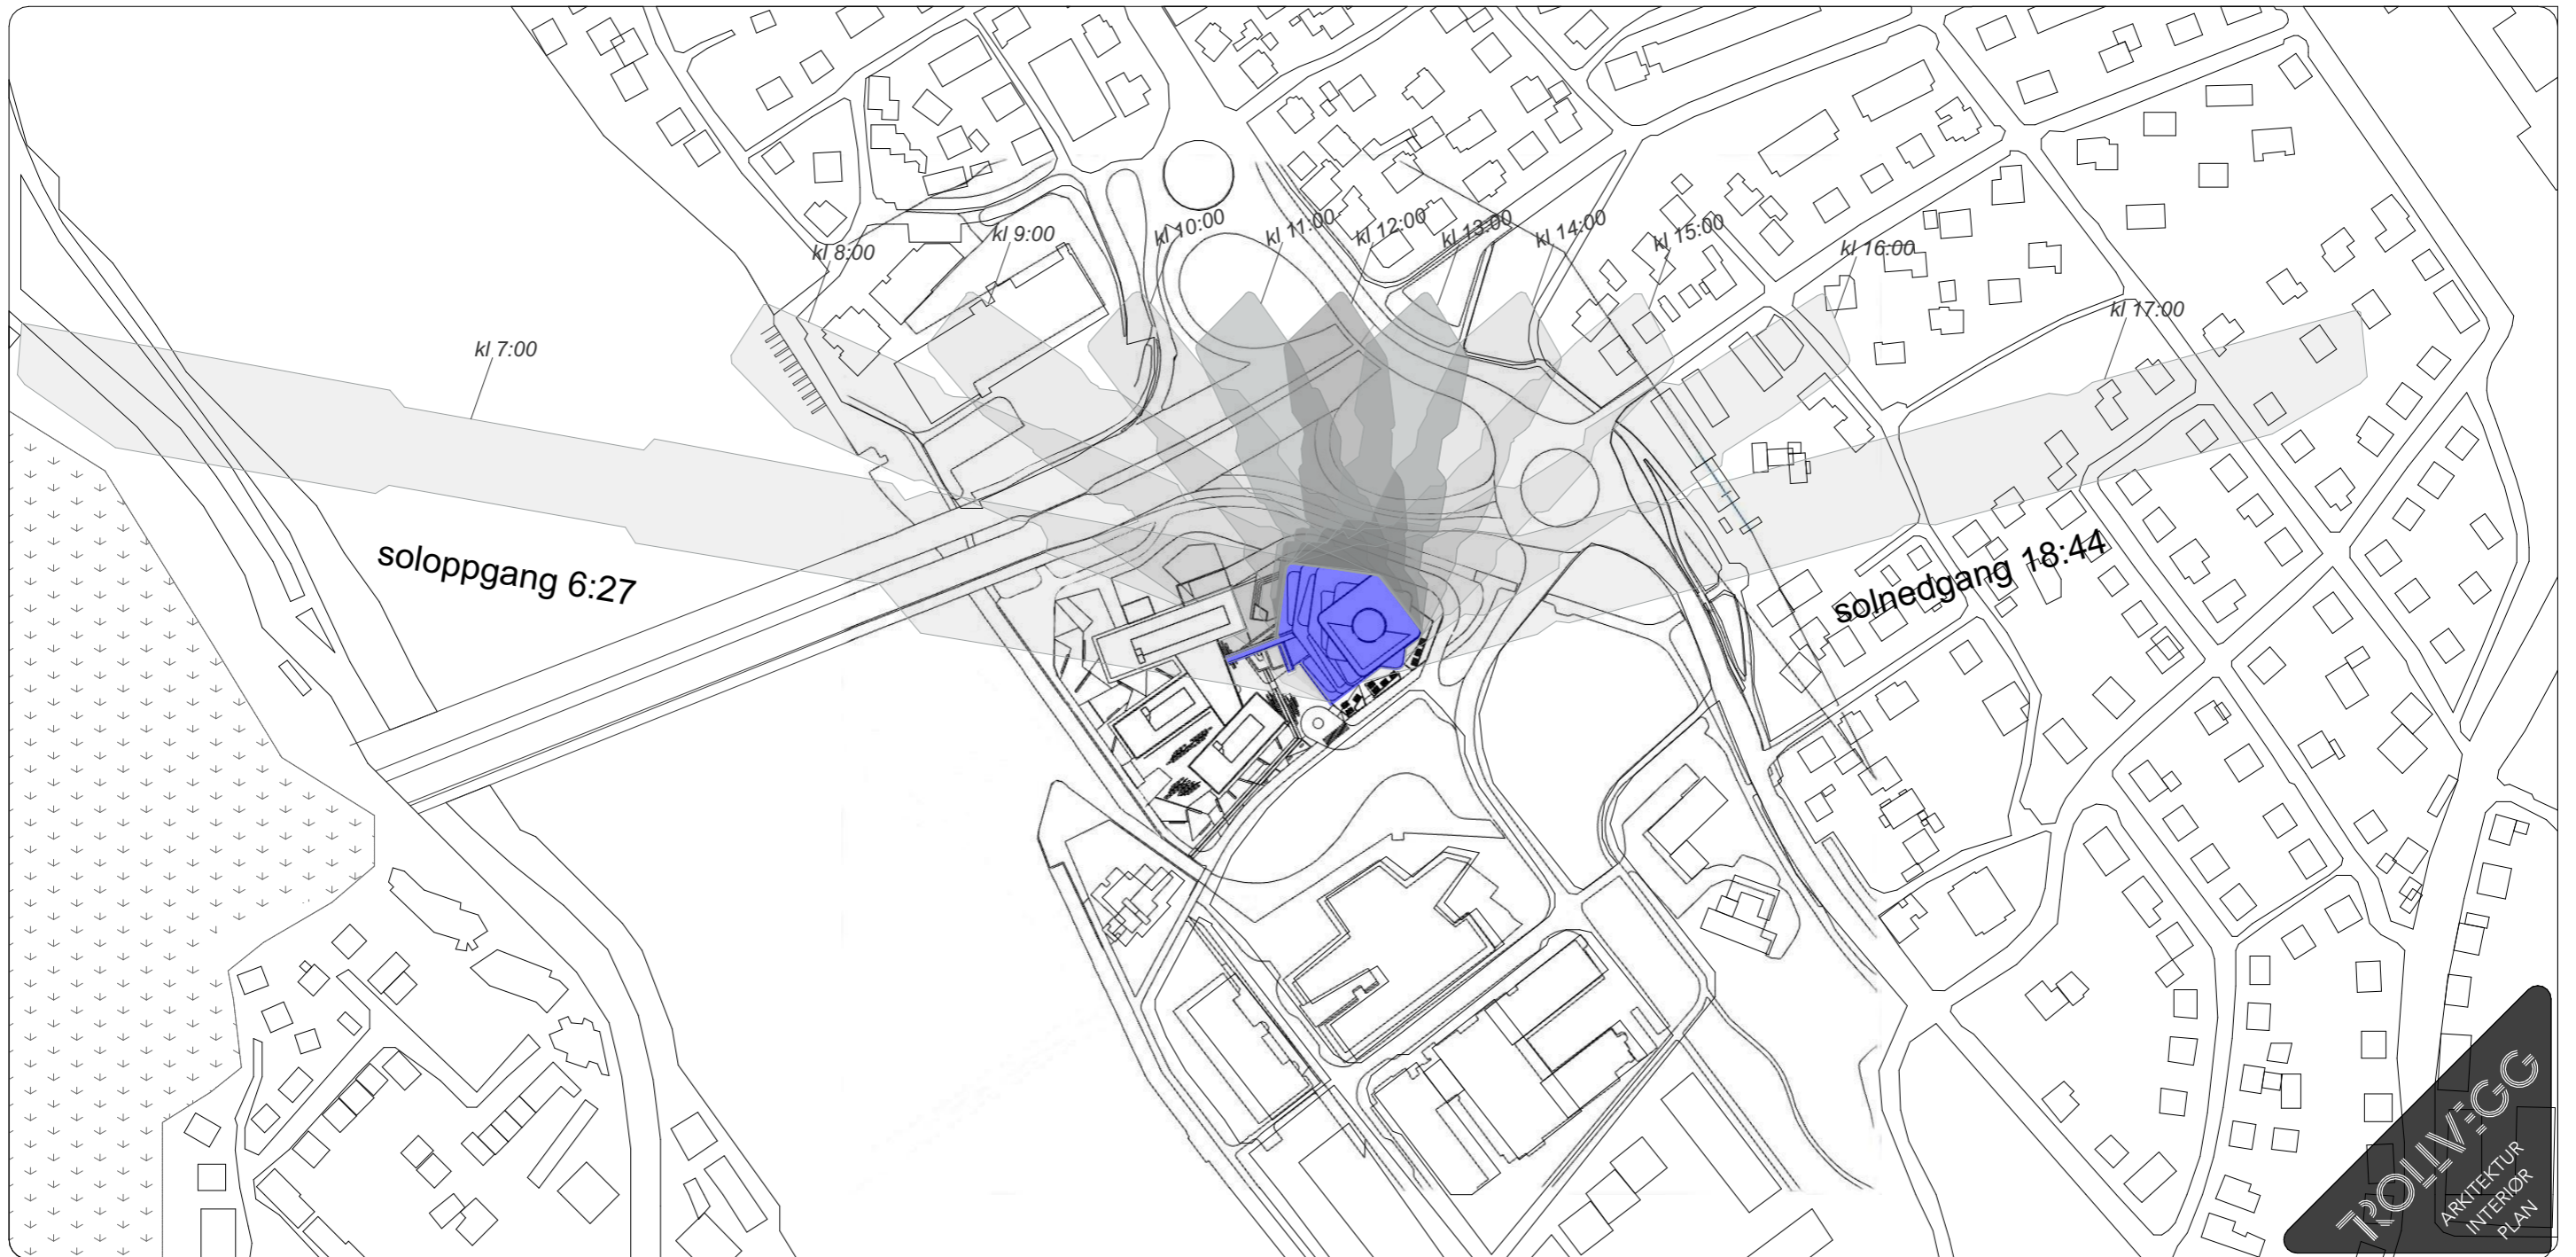 kl 7:00
kl 8:00
kl 9:00
kl 10:00
kl 11:00
kl 12:00
kl 13:00
kl 14:00
kl 15:00
kl 16:00
kl 17:00
soloppgang 6:27
solnedgang 18:44
TROLLVEGG
ARKITEKTUR
INTERIØR
PLAN